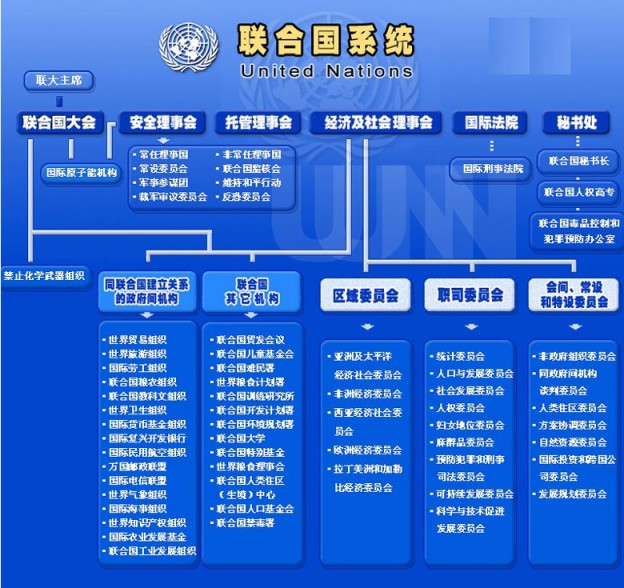 联合国系统
United Nations
联大主席
联合国大会
安全理事会
托管理事会
经济及社会理事会
国际法院
秘书处
国际原子能机构
·常任理事国
·常设委员会
·军事参谋团
·裁军审议委员会
·非常任理事国
·联合国监核会
·维持和平行动
·反恐委员会
国际刑事法院
联合国秘书长
联合国人权高专
联合国毒品控制和
犯罪预防办公室
禁止化学武器组织
同联合国建立关系
的政府间机构
·世界贸易组织
·世界旅游组织
·国际劳工组织
·联合国粮农组织
·联合国教科文组织
·世界卫生组织
·国际货币基金组织
·国际复兴开发银行
·国际民用航空组织
·万国邮政联盟
·国际电信联盟
·世界气象组织
·国际海事组织
·世界知识产权组织
·国际农业发展基金
·联合国工业发展组织
联合国
其它机构
·联合国贸发会议
·联合国儿童基金会
·联合国难民署
·世界粮食计划署
·联合国训练研究所
·联合国开发计划署
·联合国环境规划署
·联合国大学
·联合国特别基金
·世界粮食理事会
·联合国人类住区
（生境）中心
·联合国人口基金会
·联合国禁毒署
区域委员会
·亚洲及太平洋
经济社会委员会
·非洲经济委员会
·西亚经济社会委
员会
·欧洲经济委员会
·拉丁美洲和加勒
比经济委员会
职司委员会
·统计委员会
·人口与发展委员会
·社会发展委员会
·人权委员会
·妇女地位委员会
·麻醉品委员会
·预防犯罪和刑事
司法委员会
·可持续发展委员会
·科学与技术促进
发展委员会
会间、常设
和特设委员会
·非政府组织委员会
·同政府间机构
谈判委员会
·人类住区委员会
·方案协调委员会
·自然资源委员会
·国际投资和跨国公
司委员会
·发展规划委员会
UNN